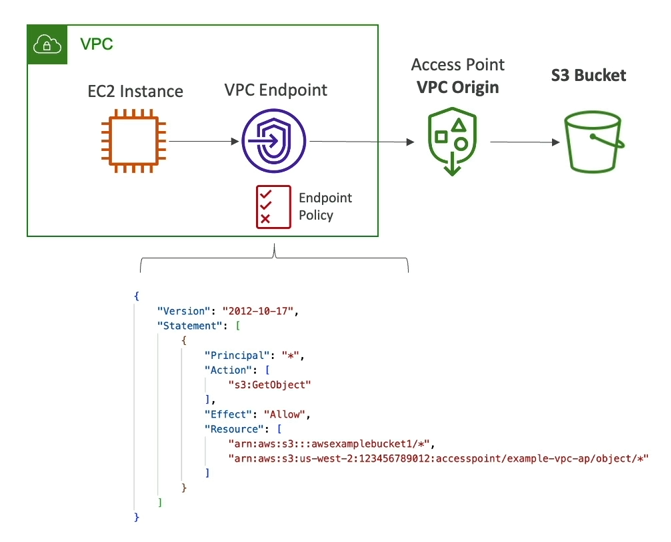 VPC
EC2 Instance
VPC Endpoint
Access Point
VPC Origin
S3 Bucket
Endpoint
Policy
{
"Version": "2012-10-17",
"Statement": [
{
"Principal": "*",
"Action": [
"s3:GetObject"
],
"Effect": "Allow",
"Resource": [
"arn:aws:s3:::awsexamplebucket1/*",
"arn:aws:s3:us-west-2:123456789012:accesspoint/example-vpc-ap/object/*"
]
}
]
}